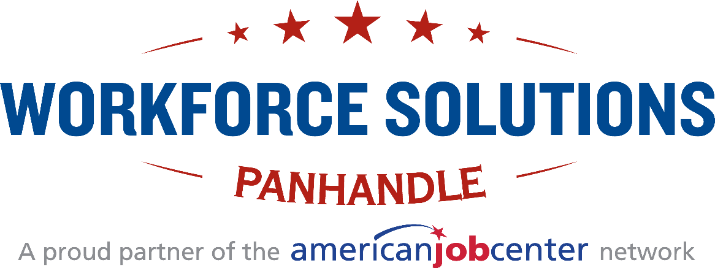 WORKFORCE SOLUTIONS
PANHANDLE
A proud partner of the americanjobcenter network